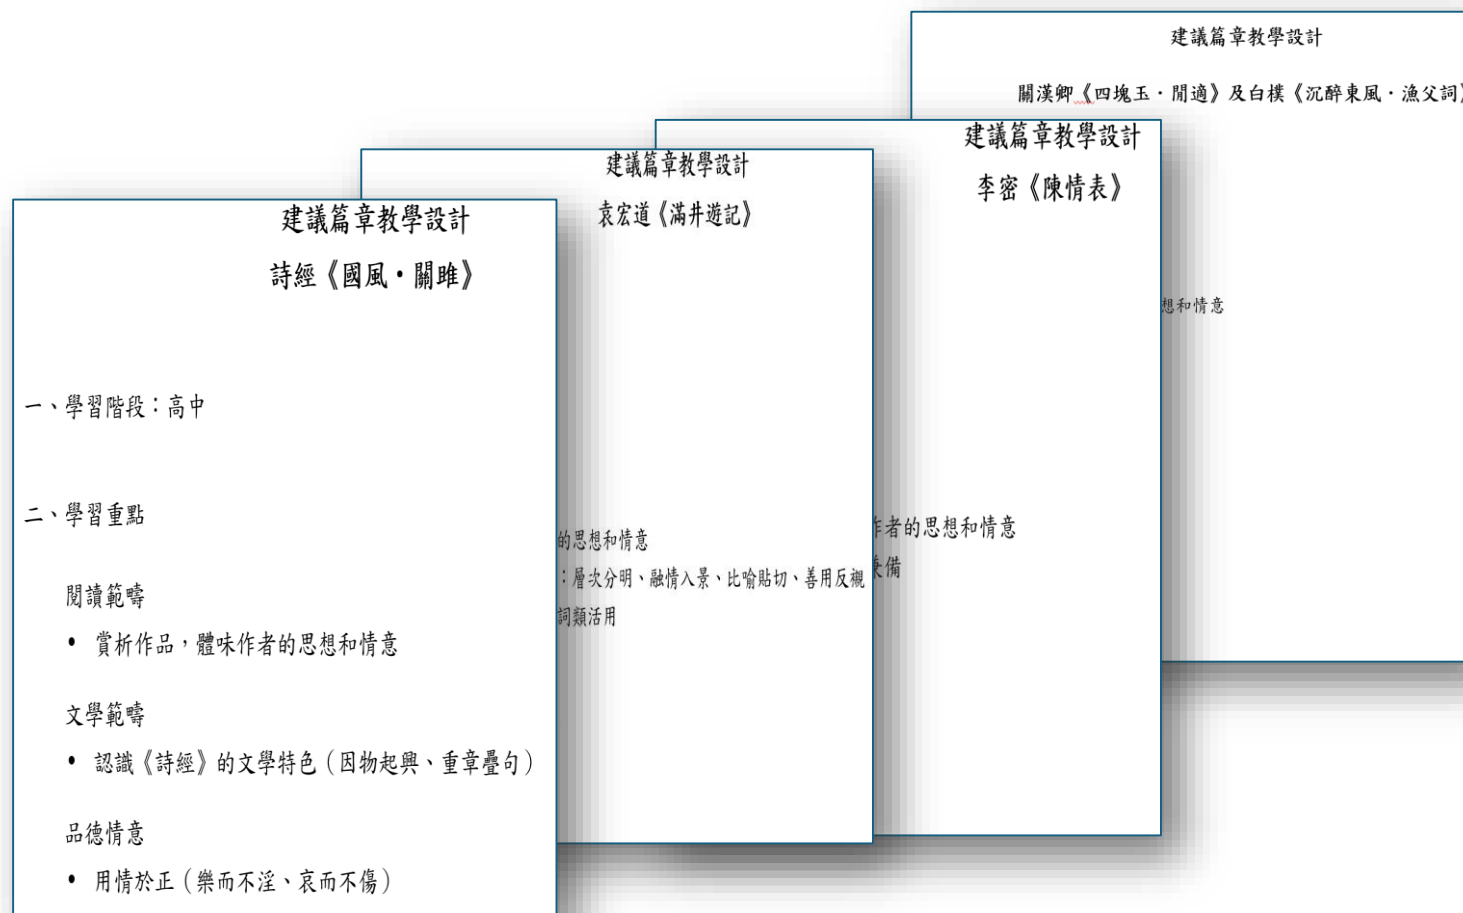 建議篇章教學設計
詩經《國風·關雎》
一、學習階段：高中
二、學習重點
閱讀範疇
• 賞析作品，體味作者的思想和情意
文學範疇
• 認識《詩經》的文學特色（因物起興、重章疊句）
品德情意
• 用情於正（樂而不淫、哀而不傷）
建議篇章教學設計
袁宏道《滿井遊記》
的思想和情意
：層次分明、融情入景、比喻貼切、善用反襯
詞類活用
建議篇章教學設計
李密《陳情表》
作者的思想和情意
兼備
建議篇章教學設計
關漢卿《四塊玉·閒適》及白樸《沉醉東風·漁父詞》
想和情意